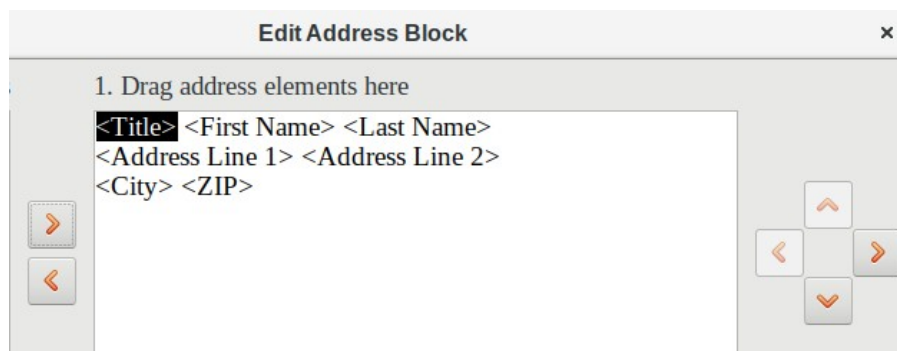 Edit Address Block
1. Drag address elements here
<Title> <First Name> <Last Name>
<Address Line 1> <Address Line 2>
<City> <ZIP>